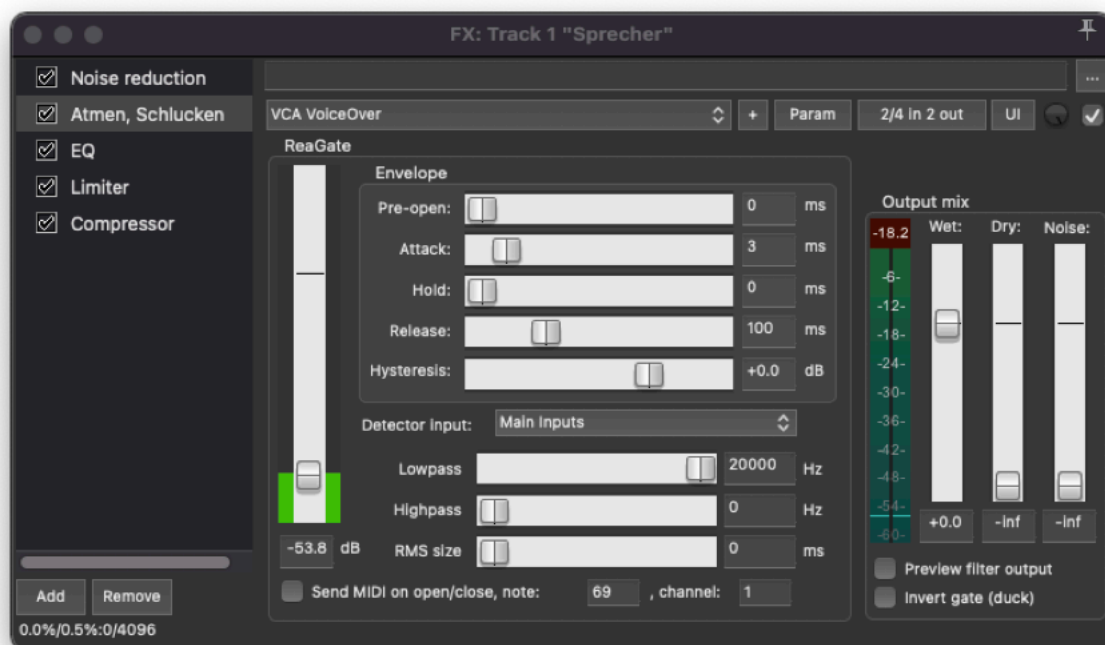 FX: Track 1 "Sprecher"
Noise reduction
Atmen, Schlucken
EQ
Limiter
Compressor
Add
Remove
0.0%/0.5%:0/4096
...
VCA VoiceOver
+
Param
2/4 in 2 out
UI
ReaGate
Envelope
Pre-open: 0 ms
Attack: 3 ms
Hold: 0 ms
Release: 100 ms
Hysteresis: +0.0 dB
Detector input: Main Inputs
Lowpass 20000 Hz
Highpass 0 Hz
RMS size 0 ms
-53.8 dB
Send MIDI on open/close, note: 69 , channel: 1
Output mix
Wet: Dry: Noise:
-18.2
-6-
-12-
-18-
-24-
-30-
-36-
-42-
-48-
-54-
-60-
+0.0 -inf -inf
Preview filter output
Invert gate (duck)